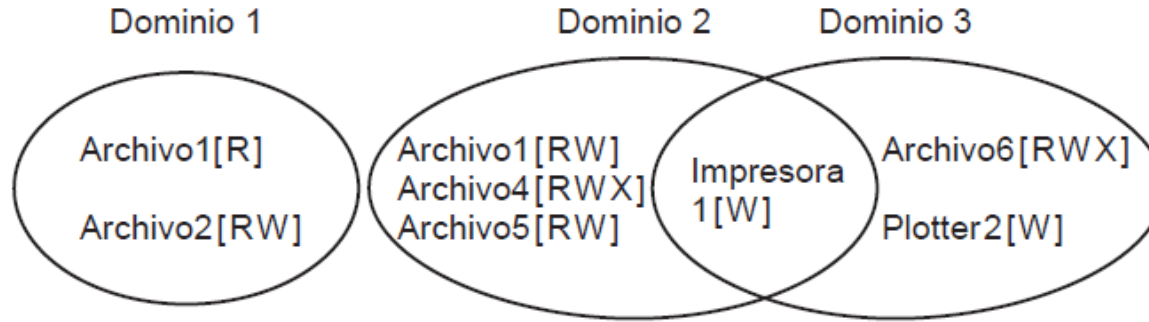 Dominio 1
Dominio 2
Dominio 3
Archivo1[R]
Archivo2[RW]
Archivo1[RW]
Archivo4[RWX]
Archivo5[RW]
Impresora
1[W]
Archivo6[RWX]
Plotter2[W]